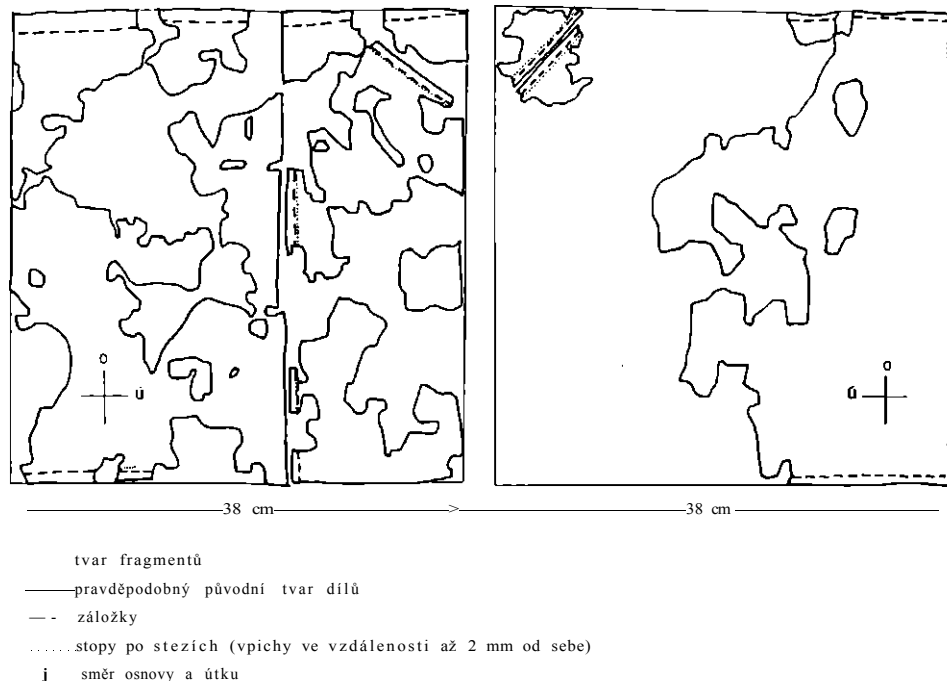 o
ú
o
ú
38 cm
38 cm
tvar fragmentů
pravděpodobný původní tvar dílů
záložky
stopy po stezích (vpichy ve vzdálenosti až 2 mm od sebe)
směr osnovy a útku